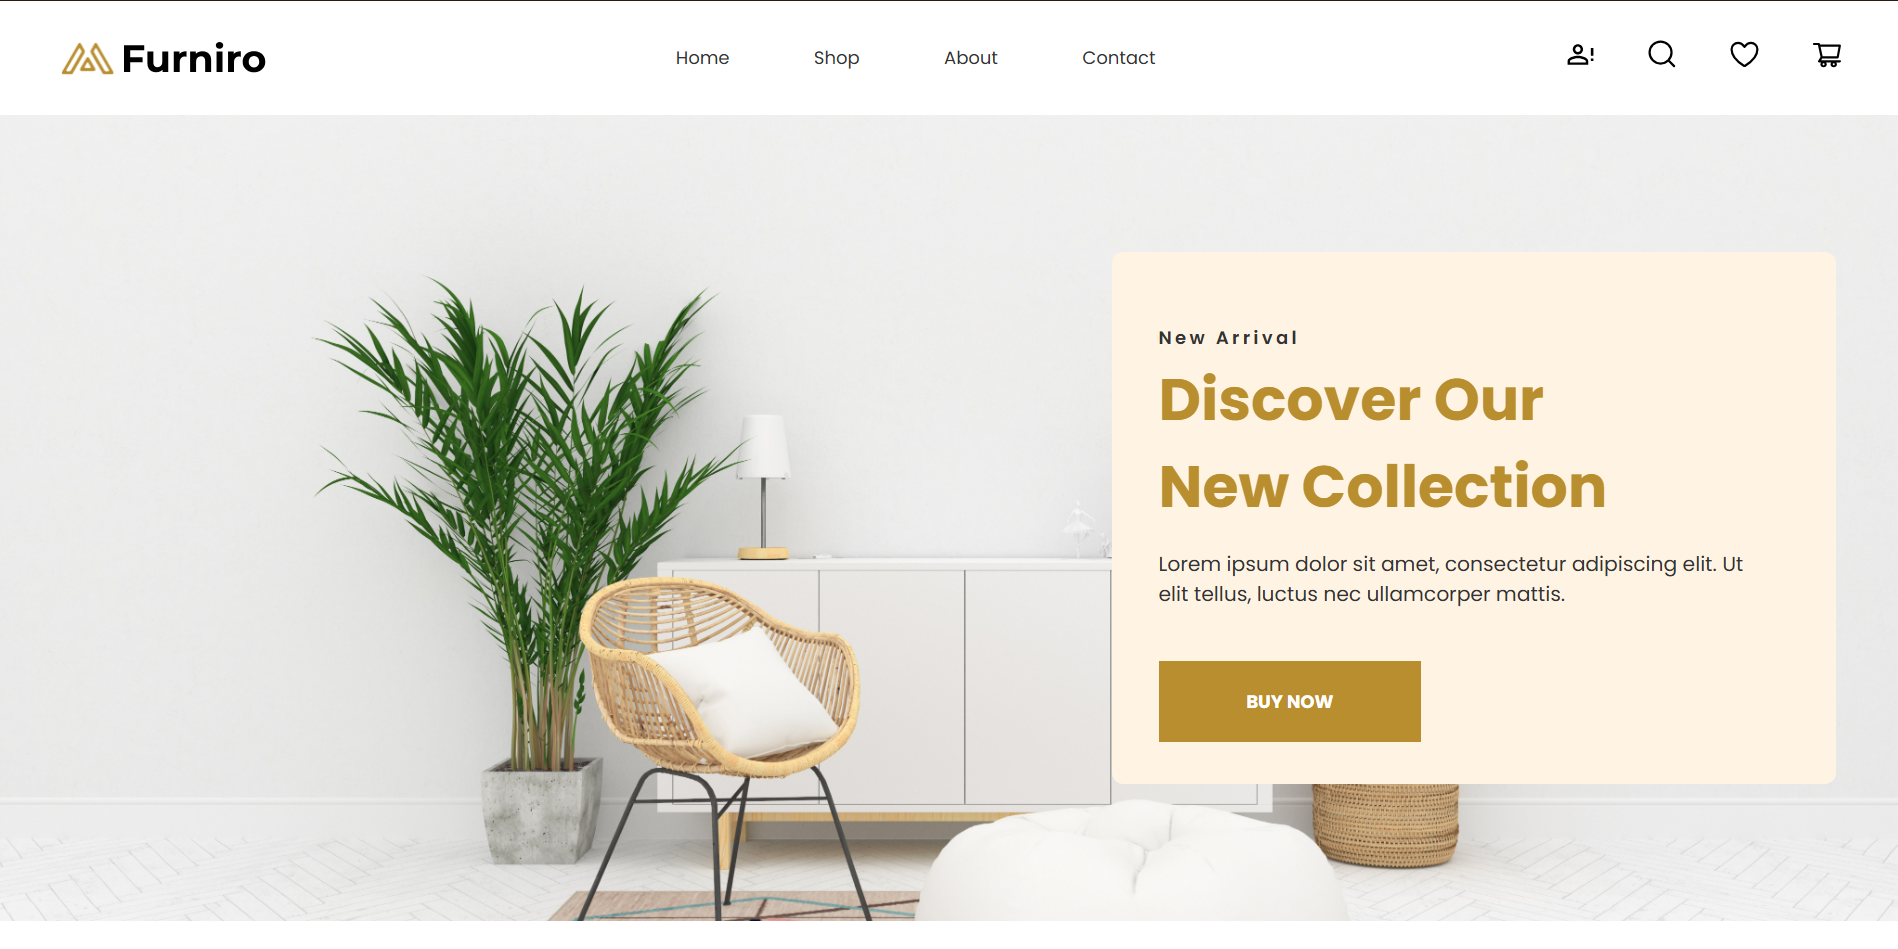 Furniro
Home
Shop
About
Contact
New Arrival
Discover Our
New Collection
Lorem ipsum dolor sit amet, consectetur adipiscing elit. Ut
elit tellus, luctus nec ullamcorper mattis.
BUY NOW